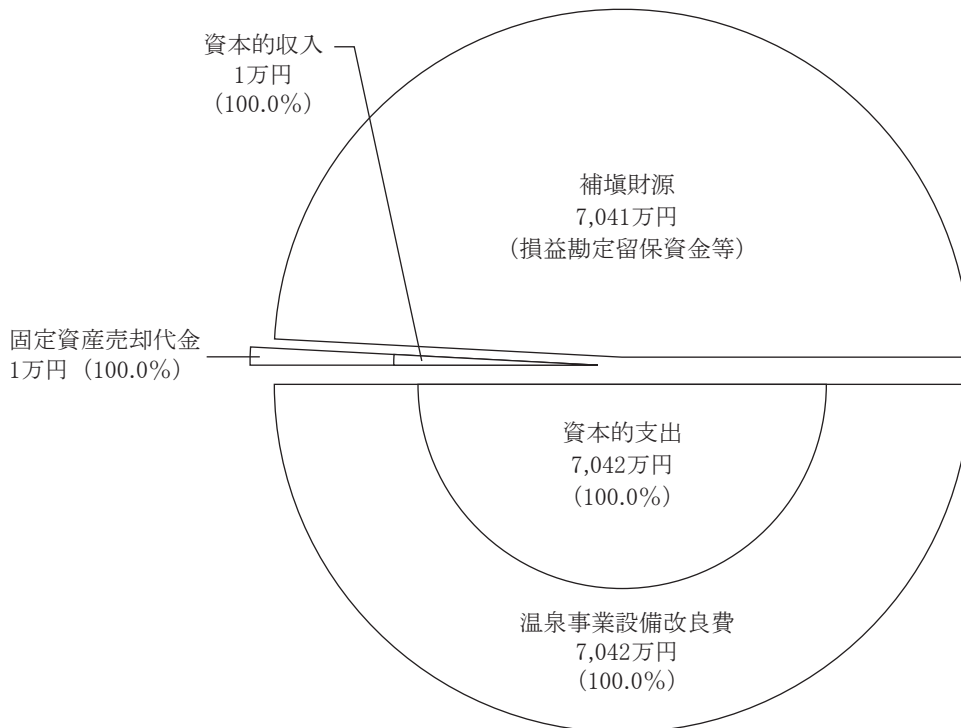 資本的収入
1万円
（100.0％）
補塡財源
7,041万円
（損益勘定留保資金等）
固定資産売却代金
1万円（100.0％）
資本的支出
7,042万円
（100.0％）
温泉事業設備改良費
7,042万円
（100.0％）